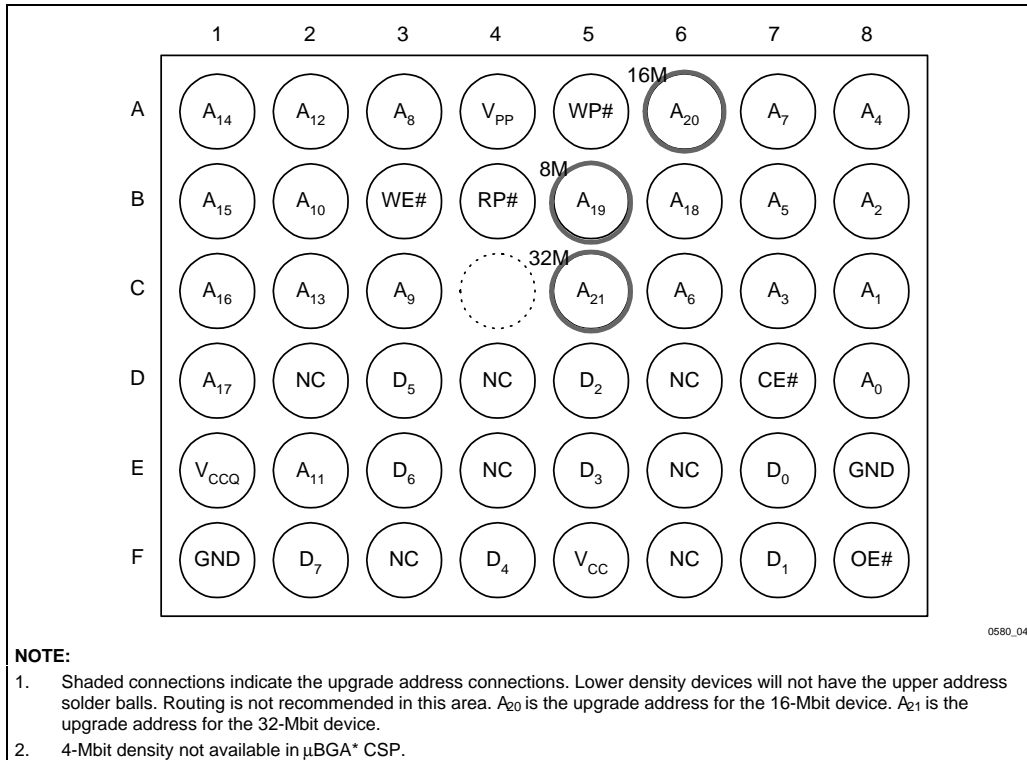 1 2 3 4 5 6 7 8
16M
A A14 A12 A8 VPP WP# A20 A7 A4
8M
B A15 A10 WE# RP# A19 A18 A5 A2
32M
C A16 A13 A9 A21 A6 A3 A1
D A17 NC D5 NC D2 NC CE# A0
E VCCQ A11 D6 NC D3 NC D0 GND
F GND D7 NC D4 VCC NC D1 OE#
0580_04
NOTE:
1. Shaded connections indicate the upgrade address connections. Lower density devices will not have the upper address
solder balls. Routing is not recommended in this area. A20 is the upgrade address for the 16-Mbit device. A21 is the
upgrade address for the 32-Mbit device.
2. 4-Mbit density not available in µBGA* CSP.